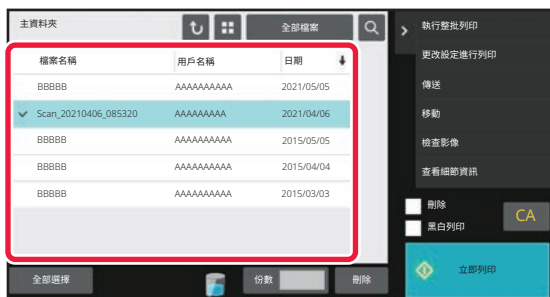 主資料夾 全部檔案
檔案名稱 用戶名稱 日期
BBBBB AAAAAAAAAA 2021/05/05
Scan_20210406_085320 AAAAAAAAA 2021/04/06
BBBBB AAAAAAAAAA 2015/05/05
BBBBB AAAAAAAAAA 2015/04/04
BBBBB AAAAAAAAAA 2015/03/03
全部選擇 份數 刪除
執行整批列印
更改設定進行列印
傳送
移動
檢查影像
查看細節資訊
刪除
黑白列印
CA
立即列印